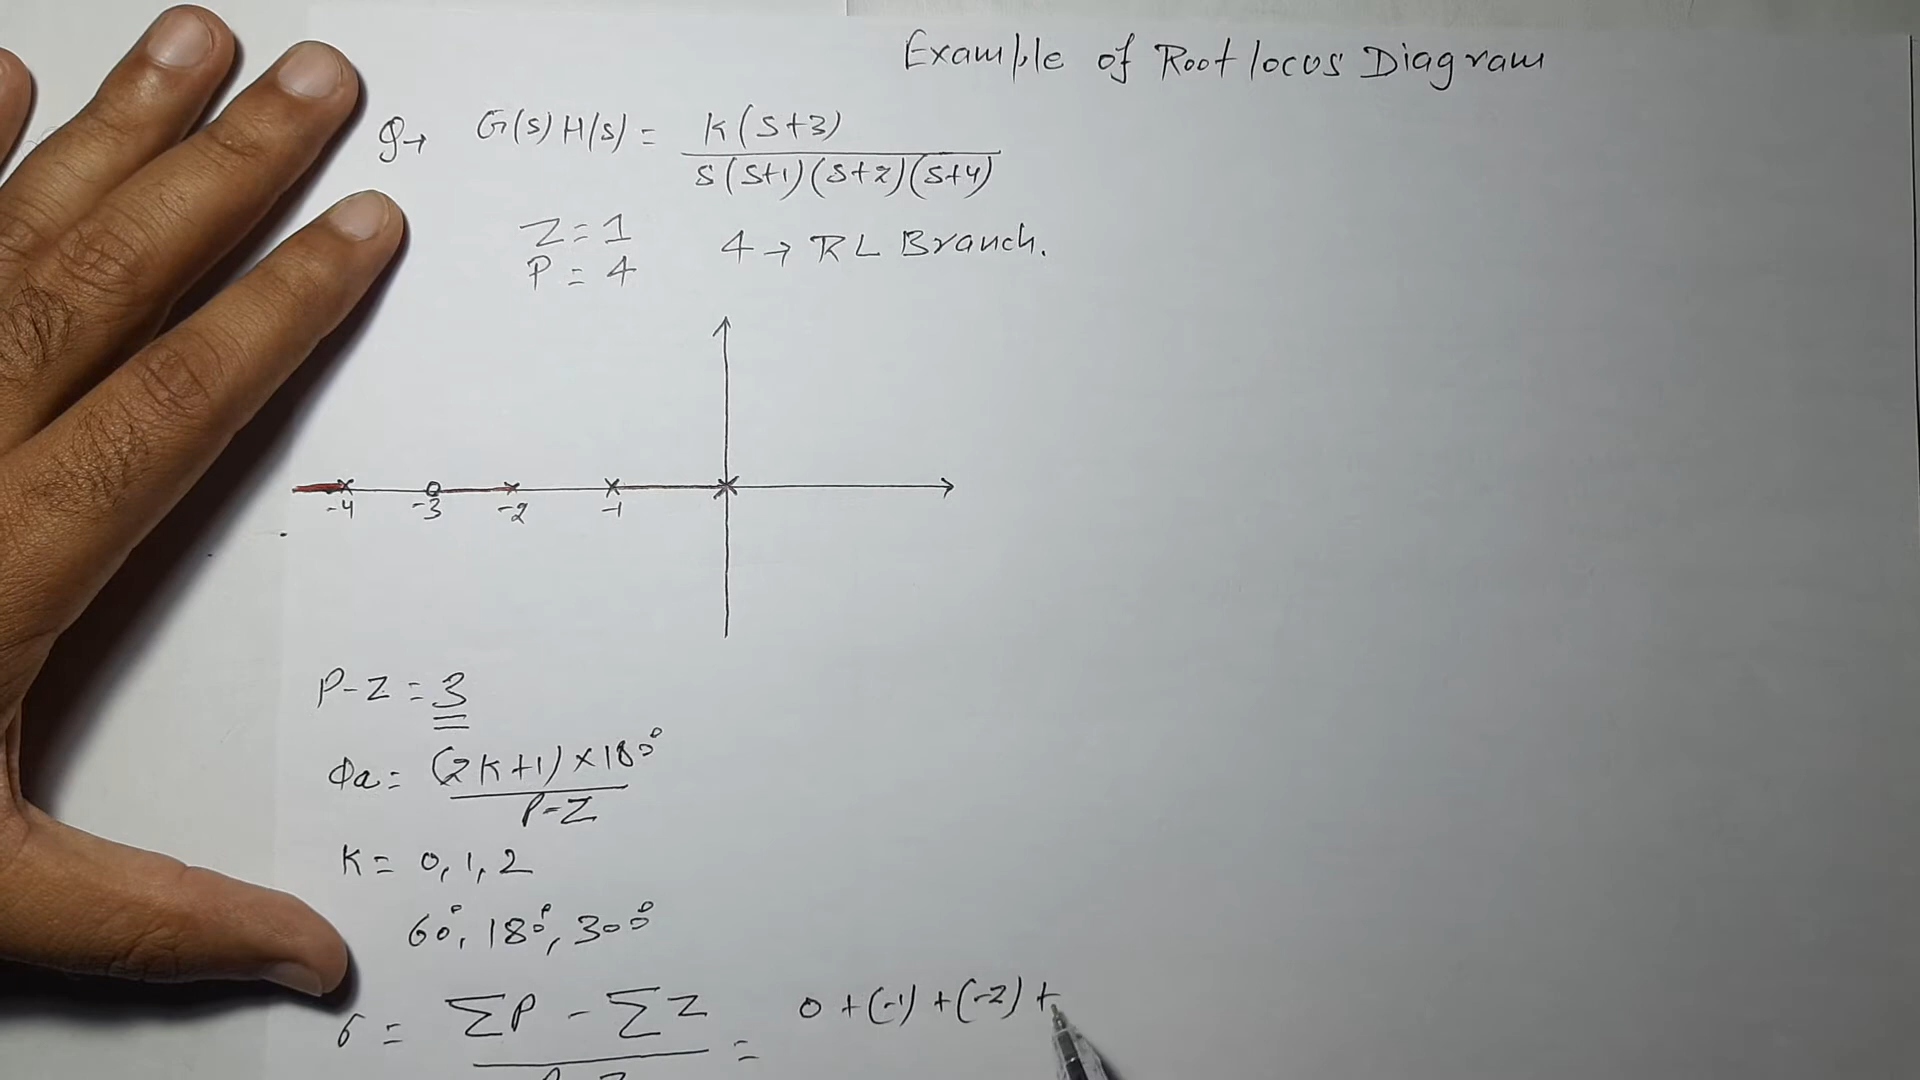 Example of Root locus Diagram
Q→ G(s)H(s) = K(s+3)
s(s+1)(s+2)(s+4)
Z = 1
P = 4
4 → RL Branch.
-4 -3 -2 -1
P-Z = 3
Φa = (2K+1) × 180°
P-Z
K = 0, 1, 2
60°, 180°, 300°
σ = ΣP - ΣZ = 0 + (-1) + (-2) +
P-Z